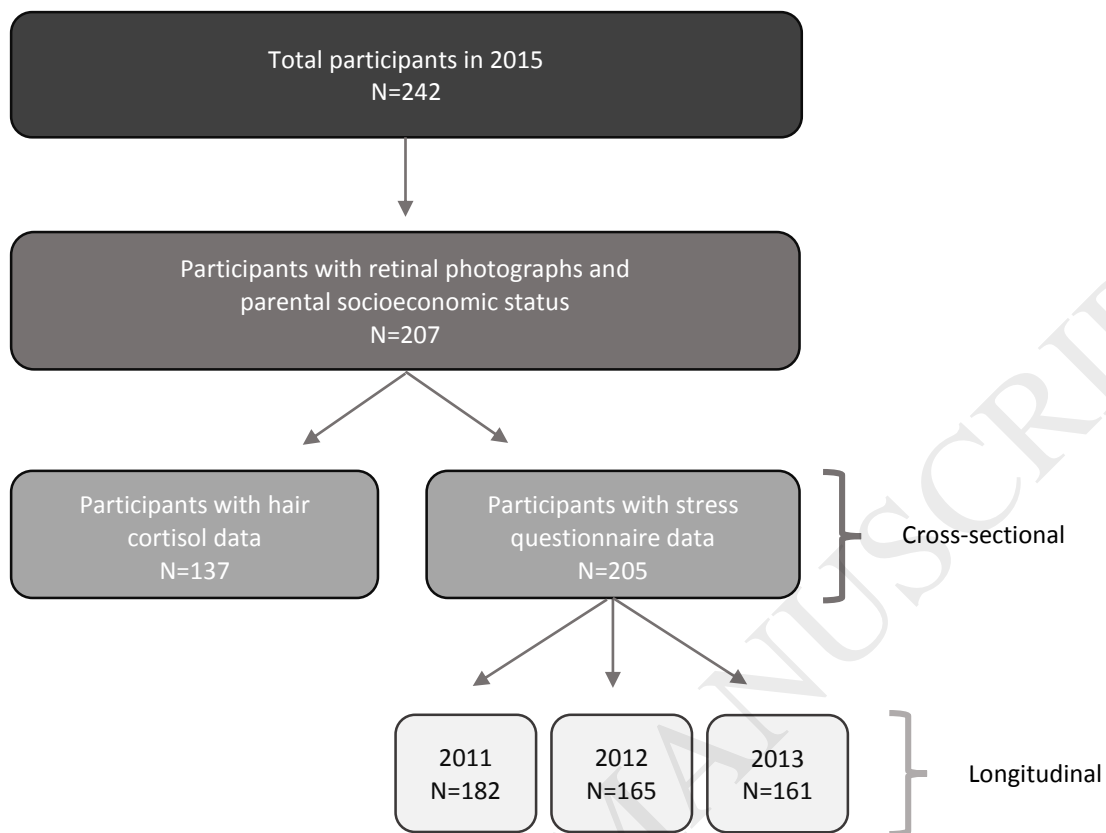 Total participants in 2015
N=242
Participants with retinal photographs and
parental socioeconomic status
N=207
Participants with hair
cortisol data
N=137
Participants with stress
questionnaire data
N=205
Cross-sectional
2011
N=182
2012
N=165
2013
N=161
Longitudinal
MANUSCRI